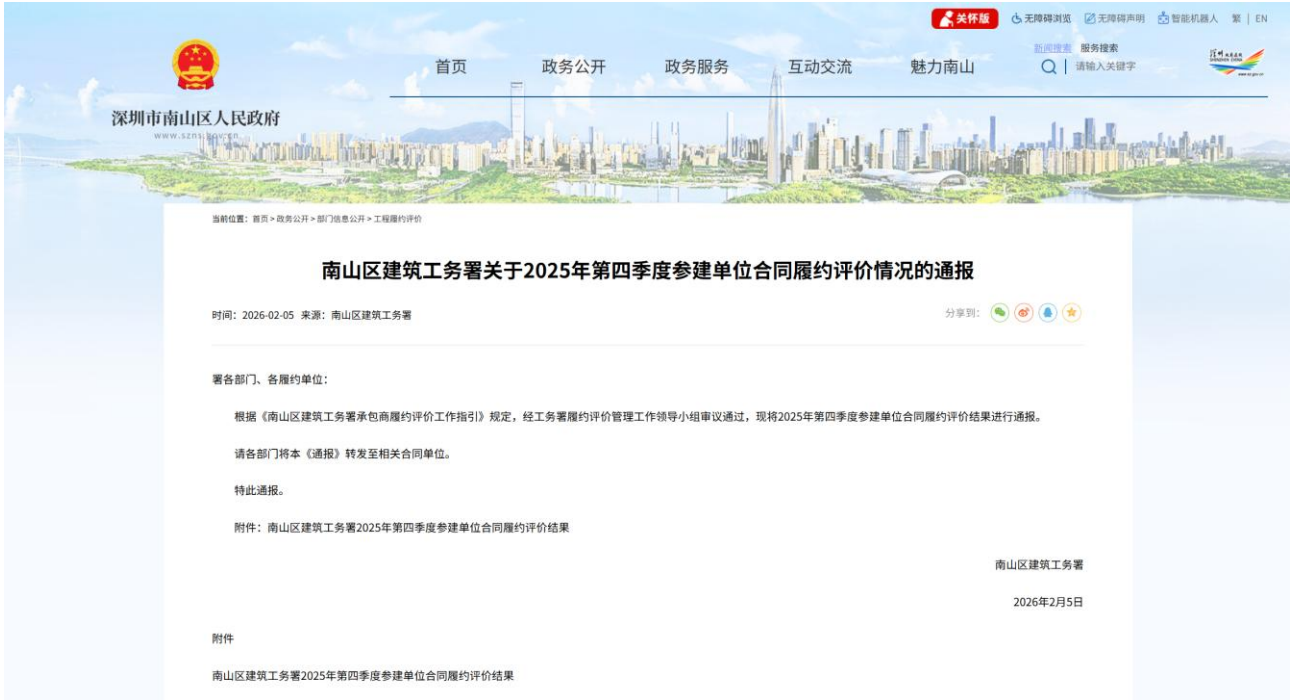 关怀版 无障碍浏览 无障碍声明 智能机器人 繁 | EN
新闻搜索 服务搜索
首页 政务公开 政务服务 互动交流 魅力南山 请输入关键字
深圳市南山区人民政府
当前位置：首页 > 政务公开 > 部门信息公开 > 工程履约评价
南山区建筑工务署关于2025年第四季度参建单位合同履约评价情况的通报
时间：2026-02-05 来源：南山区建筑工务署 分享到：
署各部门、各履约单位：
根据《南山区建筑工务署承包商履约评价工作指引》规定，经工务署履约评价管理工作领导小组审议通过，现将2025年第四季度参建单位合同履约评价结果进行通报。
请各部门将本《通报》转发至相关合同单位。
特此通报。
附件：南山区建筑工务署2025年第四季度参建单位合同履约评价结果
南山区建筑工务署
2026年2月5日
附件
南山区建筑工务署2025年第四季度参建单位合同履约评价结果